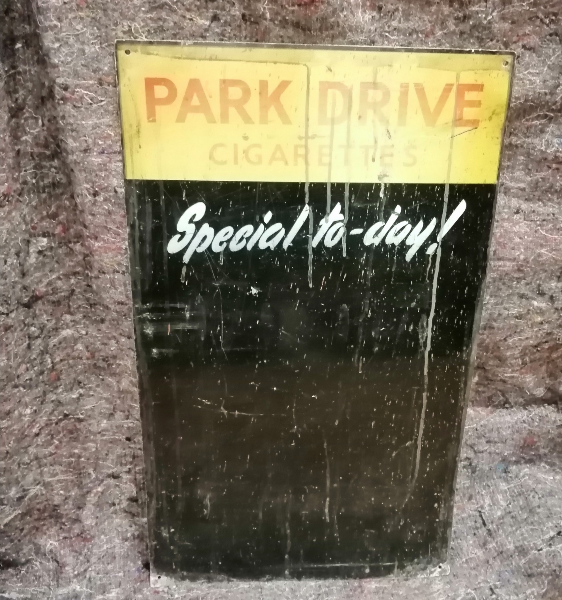 PARK DRIVE
CIGARETTES
Special to-day!